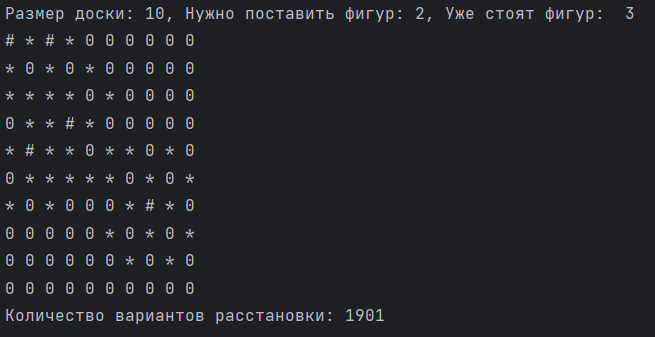 Размер доски: 10, Нужно поставить фигур: 2, Уже стоят фигур:  3
# * # * 0 0 0 0 0 0
* 0 * 0 * 0 0 0 0 0
* * * * 0 * 0 0 0 0
0 * * # * 0 0 0 0 0
* # * * 0 * * 0 * 0
0 * * * * * 0 * 0 *
* 0 * 0 0 0 * # * 0
0 0 0 0 0 * 0 * 0 *
0 0 0 0 0 0 * 0 * 0
0 0 0 0 0 0 0 0 0 0
Количество вариантов расстановки: 1901